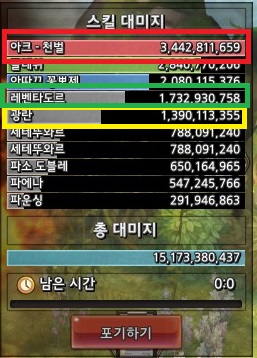 스킬 대미지
아크 - 천벌 3,442,811,659
2,840,770,206
2,080,115,376
레벤타도르 1,732,930,758
광란 1,390,113,355
세테뚜와르 788,091,240
세테뚜와르 788,091,240
파소 도블레 650,164,965
파에나 547,245,766
파운싱 291,946,863
총 대미지
15,173,380,437
남은 시간 0:0
포기하기